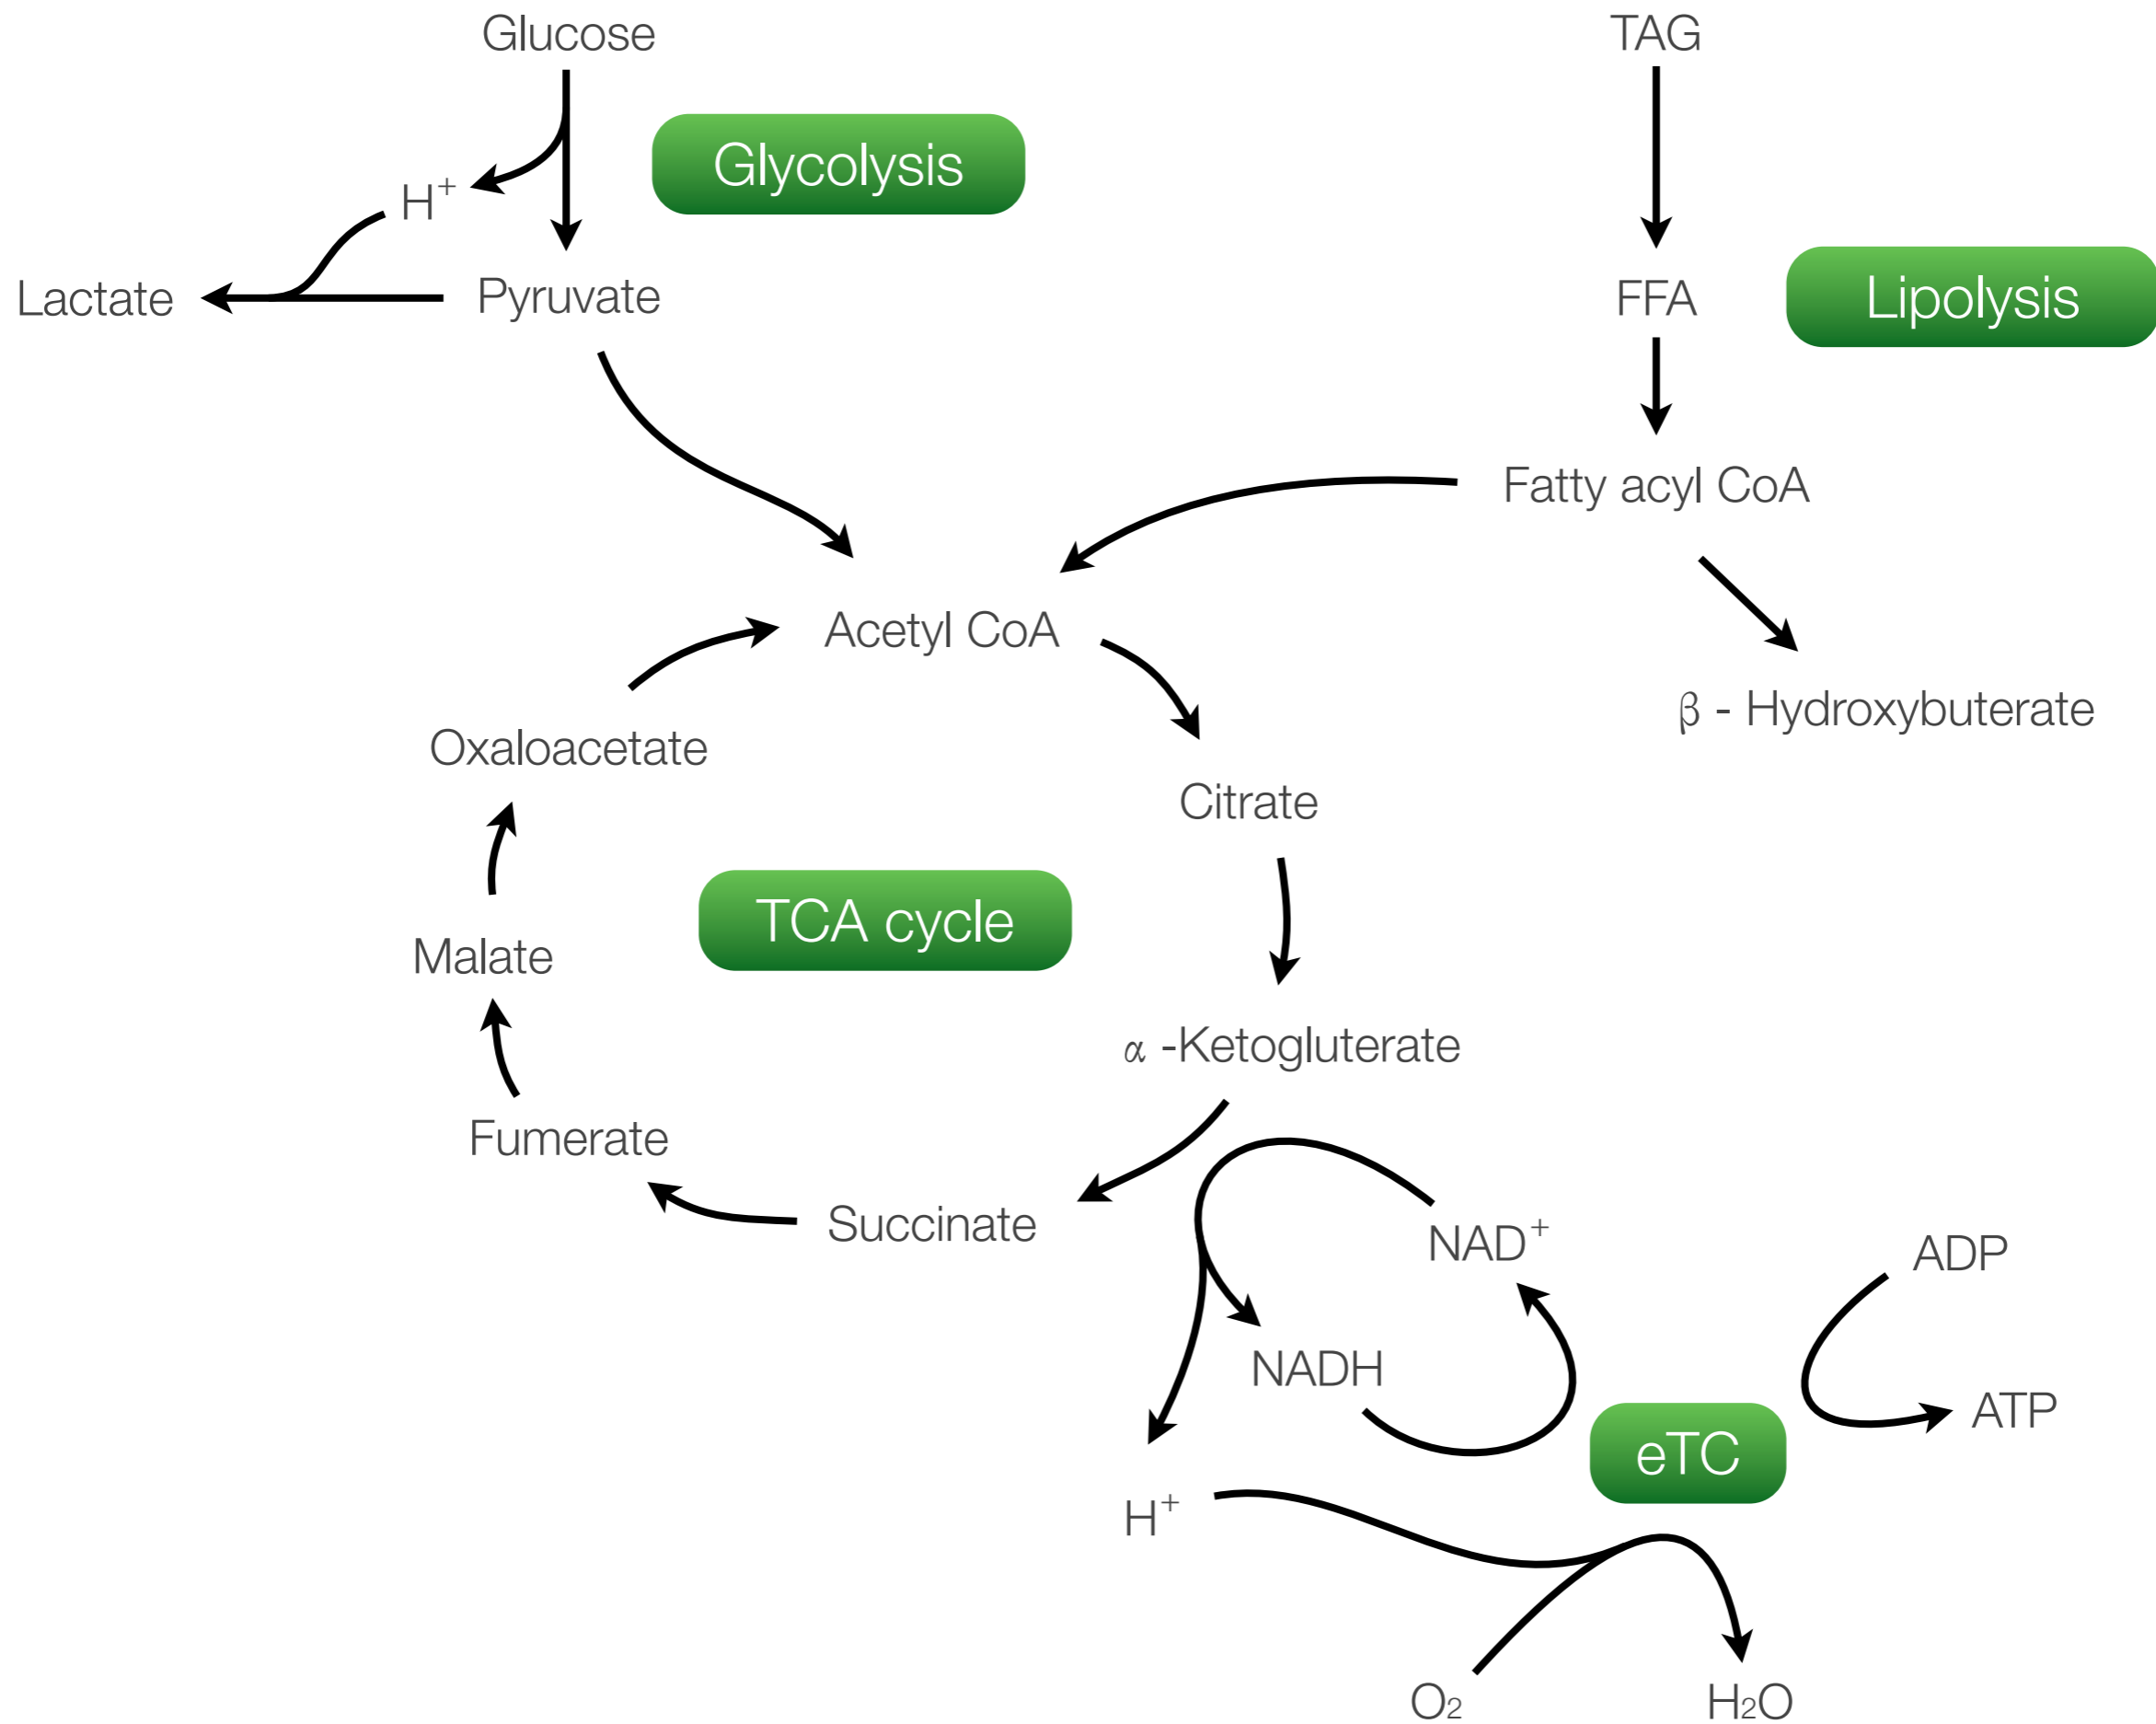 Glucose
TAG
Glycolysis
H⁺
Lactate
Pyruvate
FFA
Lipolysis
Fatty acyl CoA
Acetyl CoA
β - Hydroxybuterate
Oxaloacetate
Citrate
TCA cycle
Malate
α -Ketogluterate
Fumerate
Succinate
NAD⁺
ADP
NADH
ATP
eTC
H⁺
O₂
H₂O